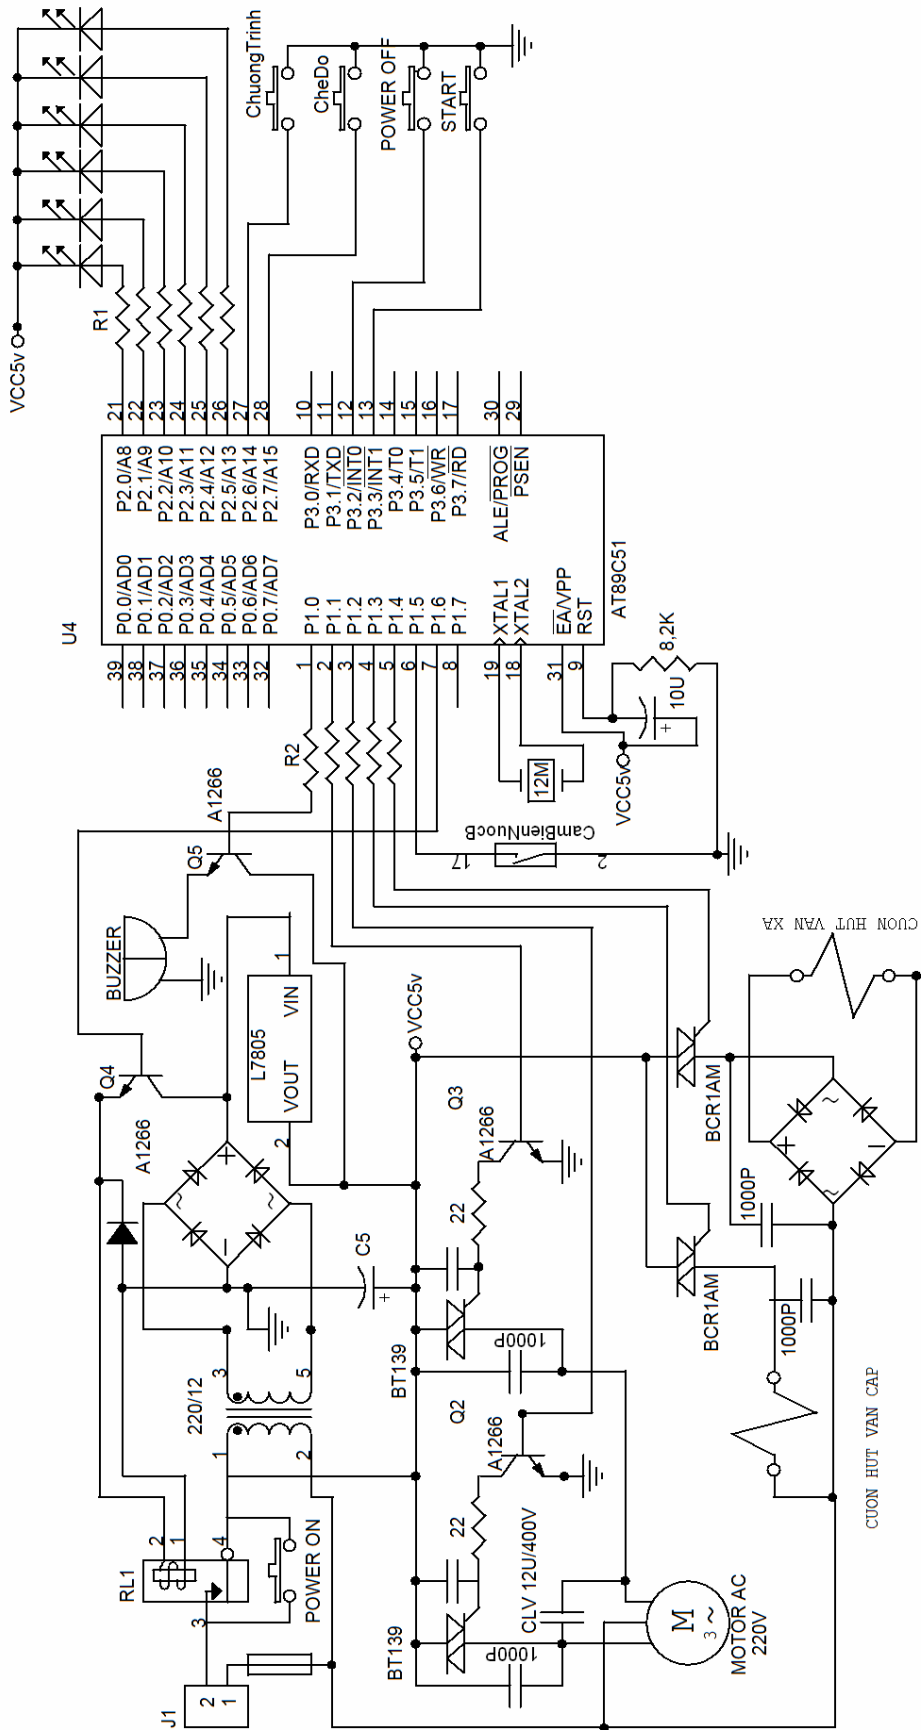 VCC5v
R1
ChuongTrinh
CheDo
POWER OFF
START
U4
AT89C51
39 P0.0/AD0
38 P0.1/AD1
37 P0.2/AD2
36 P0.3/AD3
35 P0.4/AD4
34 P0.5/AD5
33 P0.6/AD6
32 P0.7/AD7
1 P1.0
2 P1.1
3 P1.2
4 P1.3
5 P1.4
6 P1.5
7 P1.6
8 P1.7
19 XTAL1
18 XTAL2
31 EA/VPP
9 RST
P2.0/A8 21
P2.1/A9 22
P2.2/A10 23
P2.3/A11 24
P2.4/A12 25
P2.5/A13 26
P2.6/A14 27
P2.7/A15 28
P3.0/RXD 10
P3.1/TXD 11
P3.2/INT0 12
P3.3/INT1 13
P3.4/T0 14
P3.5/T1 15
P3.6/WR 16
P3.7/RD 17
ALE/PROG 30
PSEN 29
R2
8,2K
10U
+
VCC5v
12M
CamBienNuocB
17
2
A1266
Q5
BUZZER
Q4
A1266
L7805
VIN
VOUT
1
2
+
~
~
−
C5
+
220/12
1
2
3
5
RL1
2
1
4
3
POWER ON
J1
2
1
VCC5v
Q3
A1266
22
BT139
1000P
Q2
A1266
22
BT139
1000P
CLV 12U/400V
M
3 ~
MOTOR AC
220V
BCR1AM
1000P
BCR1AM
1000P
+
~
~
−
CUON HUT VAN XA
CUON HUT VAN CAP